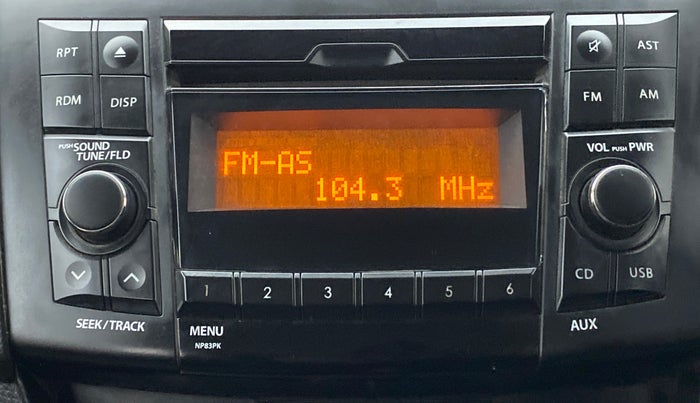 RPT
RDM DISP
PUSH SOUND
TUNE/FLD
SEEK/TRACK
FM-AS
104.3 MHz
1 2 3 4 5 6
MENU
NP83PK
AST
FM AM
VOL PUSH PWR
CD USB
AUX